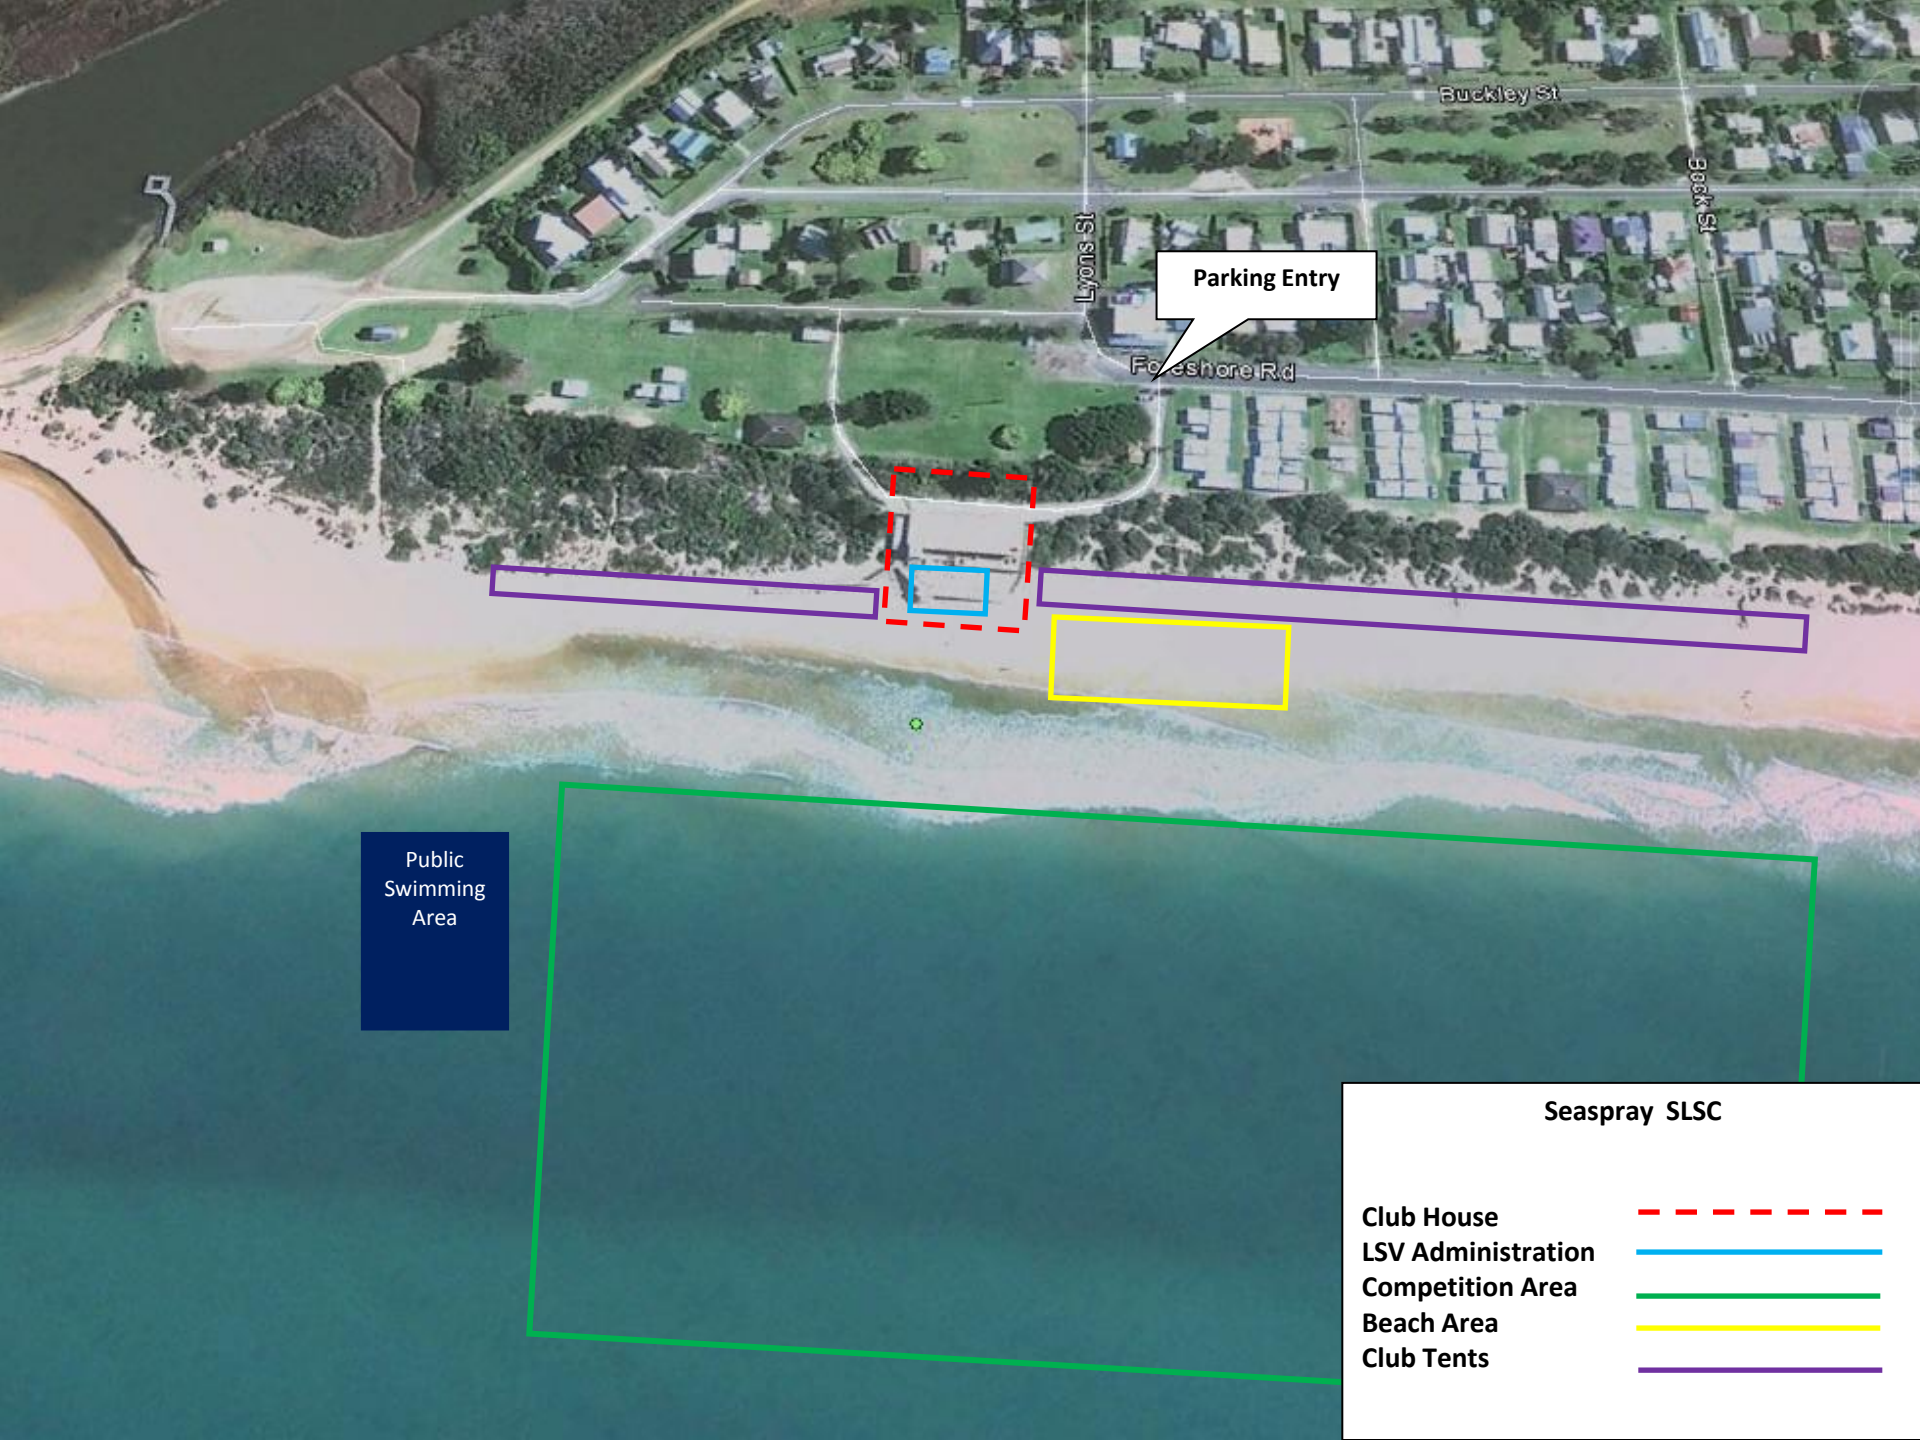 Buckley St
Bock St
Lyons St
Parking Entry
Foreshore Rd
Public
Swimming
Area
Seaspray SLSC
Club House
LSV Administration
Competition Area
Beach Area
Club Tents